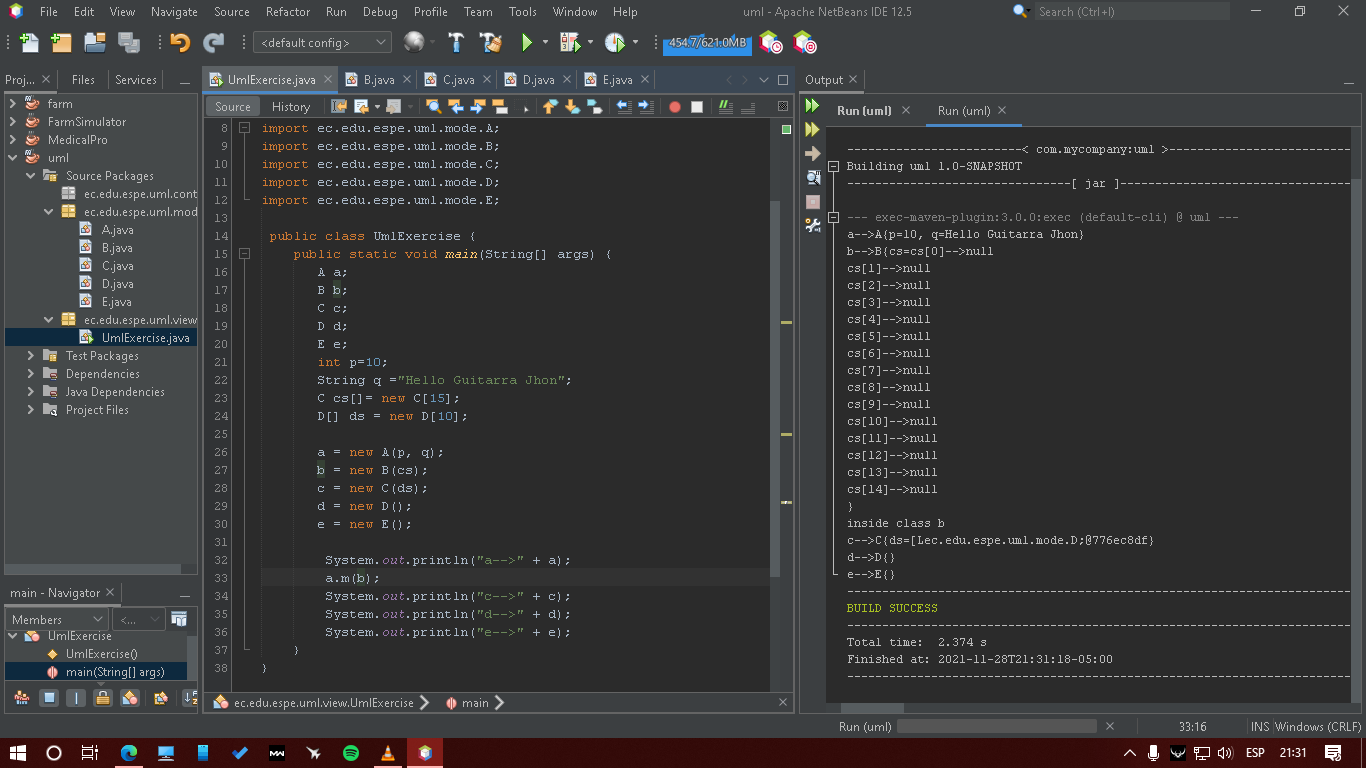 File Edit View Navigate Source Refactor Run Debug Profile Team Tools Window Help
uml - Apache NetBeans IDE 12.5
Search (Ctrl+I)
<default config>
454.7/621.0MB
Proj... Files Services
farm
FarmSimulator
MedicalPro
uml
Source Packages
ec.edu.espe.uml.cont
ec.edu.espe.uml.mod
A.java
B.java
C.java
D.java
E.java
ec.edu.espe.uml.view
UmlExercise.java
Test Packages
Dependencies
Java Dependencies
Project Files
main - Navigator
Members
<...
UmlExercise
UmlExercise()
main(String[] args)
UmlExercise.java B.java C.java D.java E.java
Source History
8 import ec.edu.espe.uml.mode.A;
9 import ec.edu.espe.uml.mode.B;
10 import ec.edu.espe.uml.mode.C;
11 import ec.edu.espe.uml.mode.D;
12 import ec.edu.espe.uml.mode.E;
13
14 public class UmlExercise {
15 public static void main(String[] args) {
16 A a;
17 B b;
18 C c;
19 D d;
20 E e;
21 int p=10;
22 String q ="Hello Guitarra Jhon";
23 C cs[]= new C[15];
24 D[] ds = new D[10];
25
26 a = new A(p, q);
27 b = new B(cs);
28 c = new C(ds);
29 d = new D();
30 e = new E();
31
32 System.out.println("a-->" + a);
33 a.m(b);
34 System.out.println("c-->" + c);
35 System.out.println("d-->" + d);
36 System.out.println("e-->" + e);
37 }
38 }
ec.edu.espe.uml.view.UmlExercise main
Output
Run (uml) Run (uml)
-------------------------< com.mycompany:uml >--------------------------
Building uml 1.0-SNAPSHOT
--------------------------------[ jar ]---------------------------------
--- exec-maven-plugin:3.0.0:exec (default-cli) @ uml ---
a-->A{p=10, q=Hello Guitarra Jhon}
b-->B{cs=cs[0]-->null
cs[1]-->null
cs[2]-->null
cs[3]-->null
cs[4]-->null
cs[5]-->null
cs[6]-->null
cs[7]-->null
cs[8]-->null
cs[9]-->null
cs[10]-->null
cs[11]-->null
cs[12]-->null
cs[13]-->null
cs[14]-->null
}
inside class b
c-->C{ds=[Lec.edu.espe.uml.mode.D;@776ec8df}
d-->D{}
e-->E{}
------------------------------------------------------------------------
BUILD SUCCESS
------------------------------------------------------------------------
Total time: 2.374 s
Finished at: 2021-11-28T21:31:18-05:00
------------------------------------------------------------------------
Run (uml) 33:16 INS Windows (CRLF)
MW
ESP 21:31